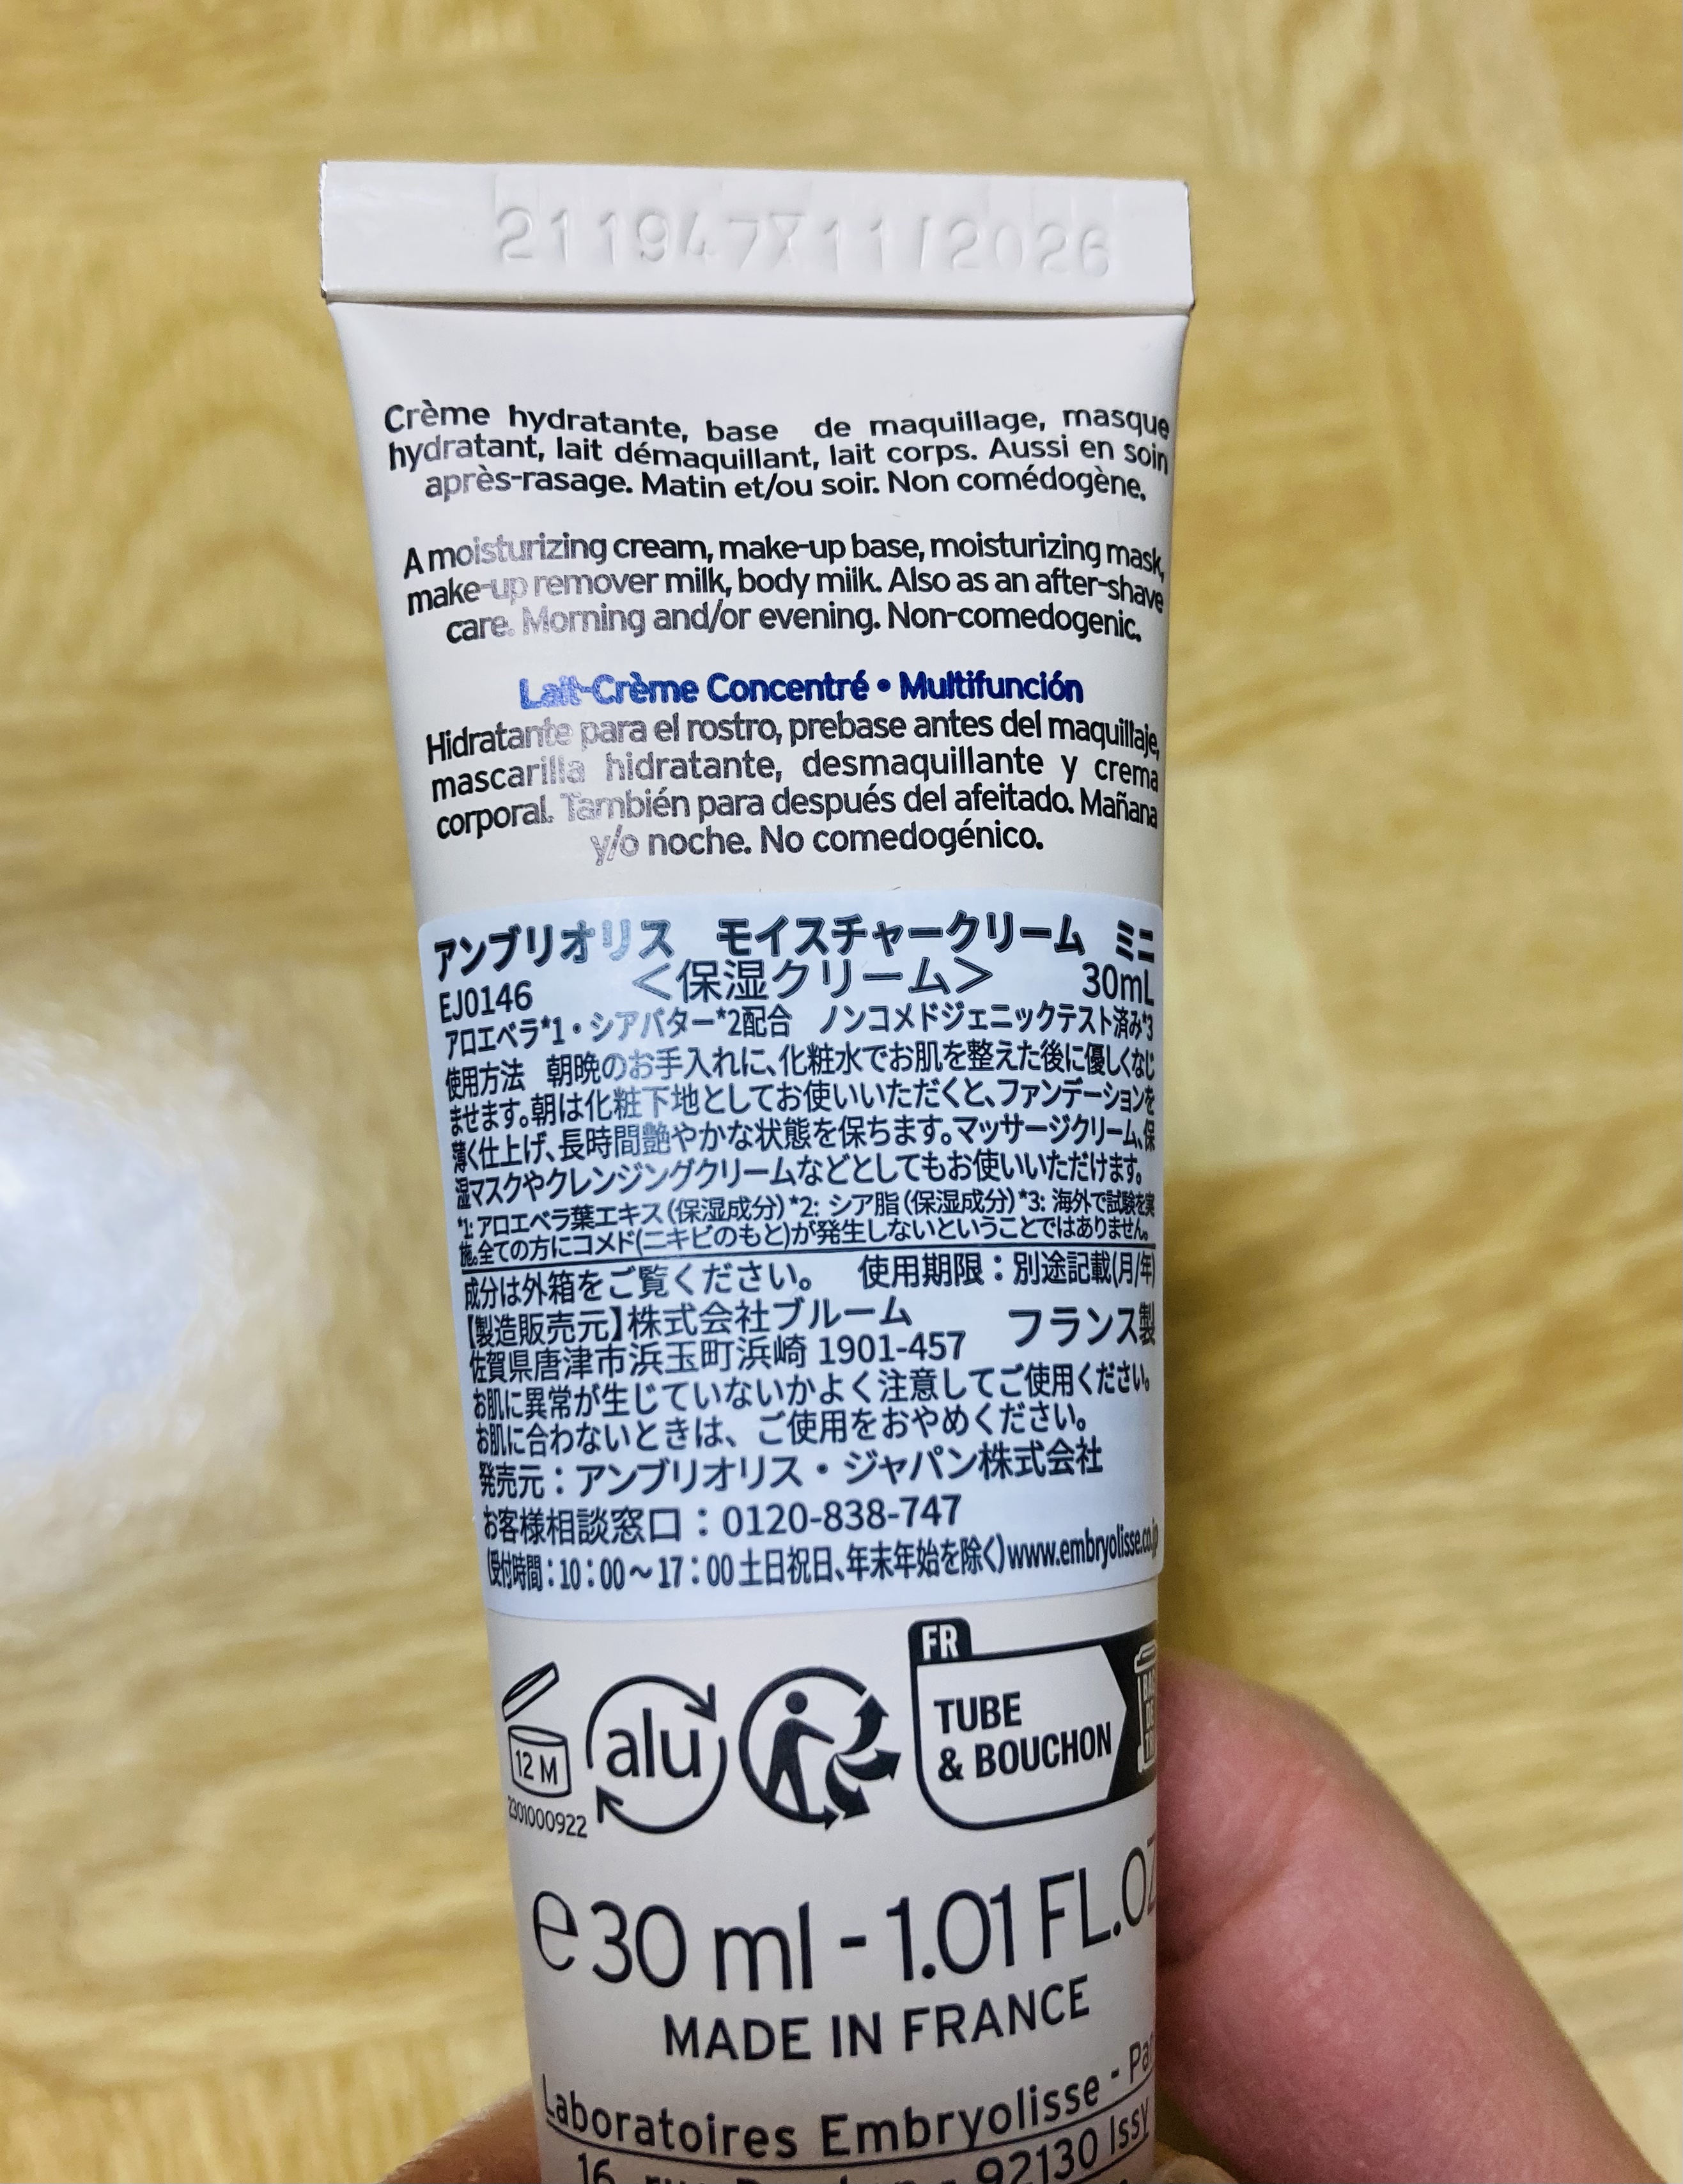 211947X11/2026
Crème hydratante, base de maquillage, masque
hydratant, lait démaquillant, lait corps. Aussi en soin
après-rasage. Matin et/ou soir. Non comédogène.
A moisturizing cream, make-up base, moisturizing mask,
make-up remover milk, body milk. Also as an after-shave
care. Morning and/or evening. Non-comedogenic.
Lait-Crème Concentré • Multifunción
Hidratante para el rostro, prebase antes del maquillaje,
mascarilla hidratante, desmaquillante y crema
corporal. También para después del afeitado. Mañana
y/o noche. No comedogénico.
アンブリオリス モイスチャークリーム ミニ
EJ0146 ＜保湿クリーム＞ 30mL
アロエベラ*1・シアバター*2配合 ノンコメドジェニックテスト済み*3
使用方法 朝晩のお手入れに、化粧水でお肌を整えた後に優しくなじ
ませます。朝は化粧下地としてお使いいただくと、ファンデーションを
薄く仕上げ、長時間艶やかな状態を保ちます。マッサージクリーム、保
湿マスクやクレンジングクリームなどとしてもお使いいただけます。
*1: アロエベラ葉エキス(保湿成分) *2: シア脂(保湿成分) *3: 海外で試験を実
施。全ての方にコメド(ニキビのもと)が発生しないということではありません。
成分は外箱をご覧ください。 使用期限：別途記載(月/年)
【製造販売元】株式会社ブルーム フランス製
佐賀県唐津市浜玉町浜崎 1901-457
お肌に異常が生じていないかよく注意してご使用ください。
お肌に合わないときは、ご使用をおやめください。
発売元：アンブリオリス・ジャパン株式会社
お客様相談窓口：0120-838-747
(受付時間：10：00～17：00 土日祝日、年末年始を除く)www.embryolisse.co.jp
FR
TUBE
& BOUCHON
12 M
alu
2301000922
e 30 ml - 1.01 FL.OZ
MADE IN FRANCE
Laboratoires Embryolisse -
16, - 92130 Issy